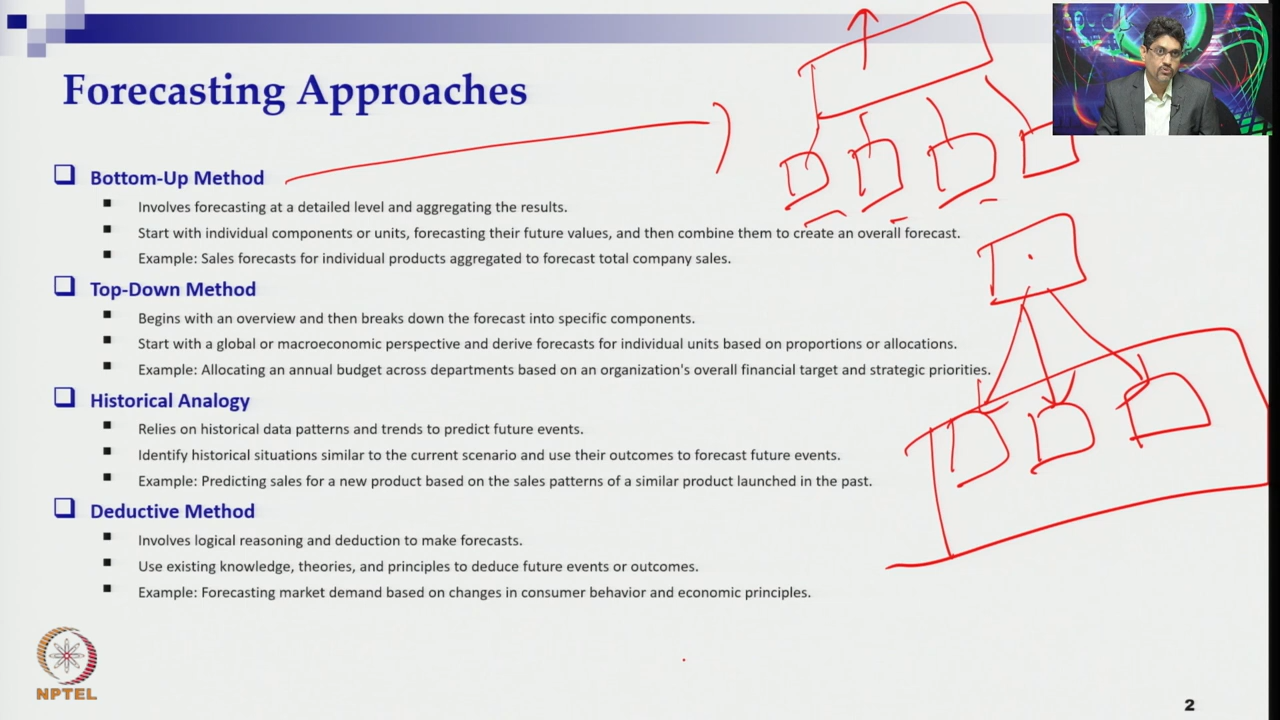 Forecasting Approaches
Bottom-Up Method
Involves forecasting at a detailed level and aggregating the results.
Start with individual components or units, forecasting their future values, and then combine them to create an overall forecast.
Example: Sales forecasts for individual products aggregated to forecast total company sales.
Top-Down Method
Begins with an overview and then breaks down the forecast into specific components.
Start with a global or macroeconomic perspective and derive forecasts for individual units based on proportions or allocations.
Example: Allocating an annual budget across departments based on an organization's overall financial target and strategic priorities.
Historical Analogy
Relies on historical data patterns and trends to predict future events.
Identify historical situations similar to the current scenario and use their outcomes to forecast future events.
Example: Predicting sales for a new product based on the sales patterns of a similar product launched in the past.
Deductive Method
Involves logical reasoning and deduction to make forecasts.
Use existing knowledge, theories, and principles to deduce future events or outcomes.
Example: Forecasting market demand based on changes in consumer behavior and economic principles.
NPTEL
2